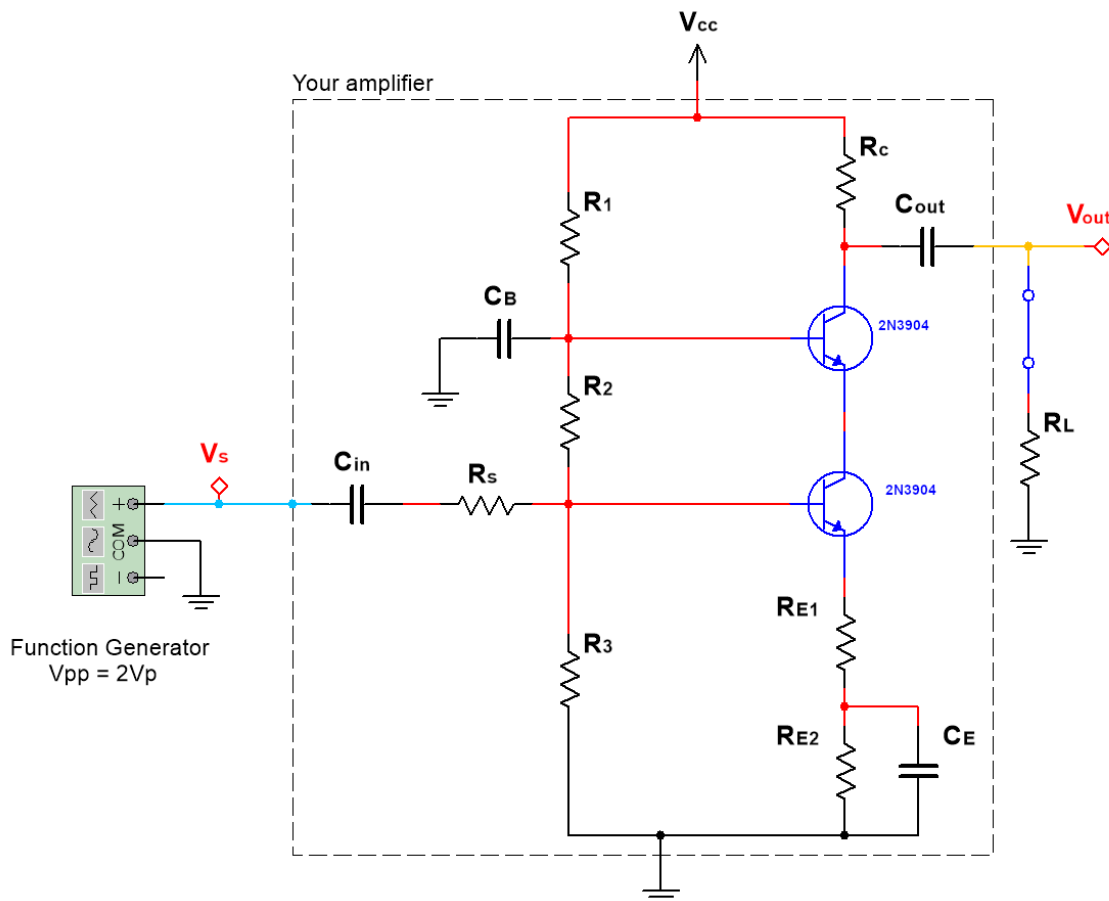 Vcc
Your amplifier
Rc
R1
Cout
Vout
CB
2N3904
R2
RL
Vs
Cin
Rs
2N3904
+
COM
−
RE1
Function Generator
Vpp = 2Vp
R3
RE2
CE